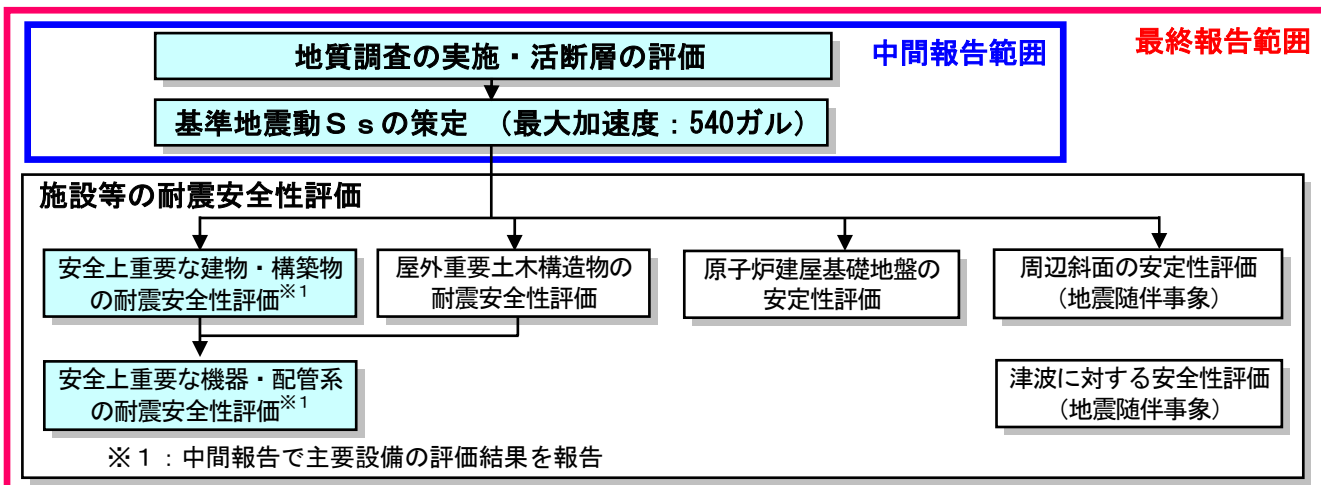 最終報告範囲
中間報告範囲
地質調査の実施・活断層の評価
基準地震動Ｓｓの策定　（最大加速度：540ガル）
施設等の耐震安全性評価
安全上重要な建物・構築物
の耐震安全性評価※1
屋外重要土木構造物の
耐震安全性評価
原子炉建屋基礎地盤の
安定性評価
周辺斜面の安定性評価
（地震随伴事象）
安全上重要な機器・配管系
の耐震安全性評価※1
津波に対する安全性評価
（地震随伴事象）
※１：中間報告で主要設備の評価結果を報告